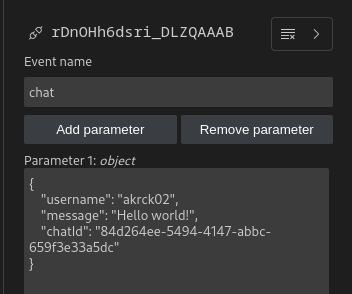 rDnOHh6dsri_DLZQAAAB
Event name
chat
Add parameter
Remove parameter
Parameter 1: object
{
"username": "akrck02",
"message": "Hello world!",
"chatId": "84d264ee-5494-4147-abbc-
659f3e33a5dc"
}